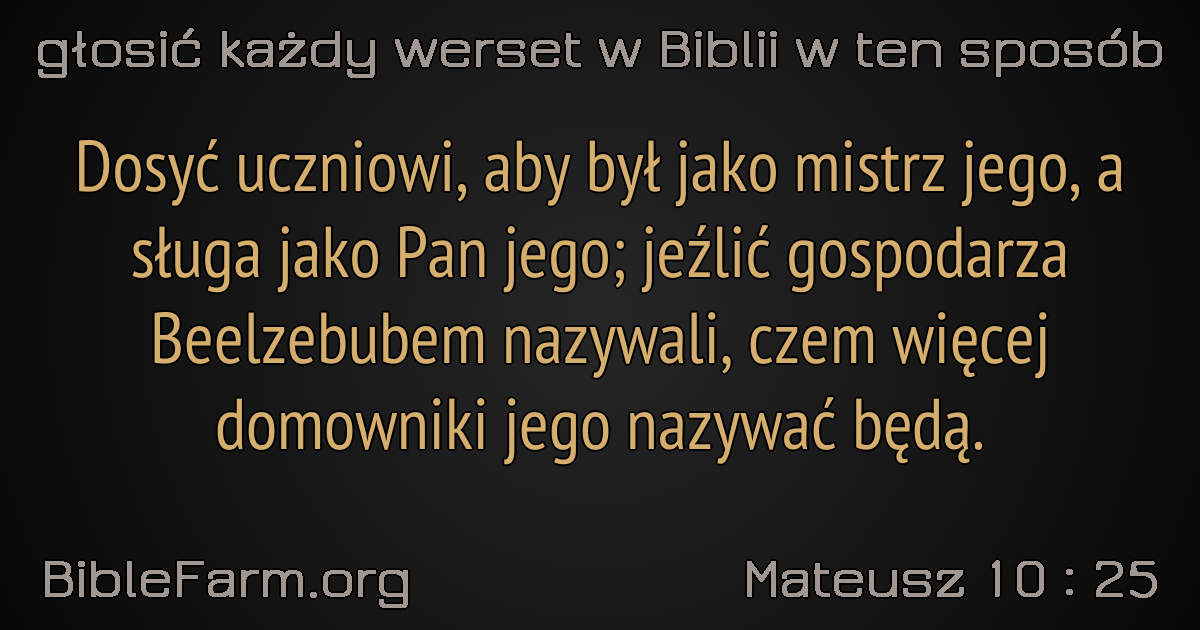 głosić każdy werset w Biblii w ten sposób
Dosyć uczniowi, aby był jako mistrz jego, a
sługa jako Pan jego; jeźlić gospodarza
Beelzebubem nazywali, czem więcej
domowniki jego nazywać będą.
BibleFarm.org
Mateusz 10 : 25